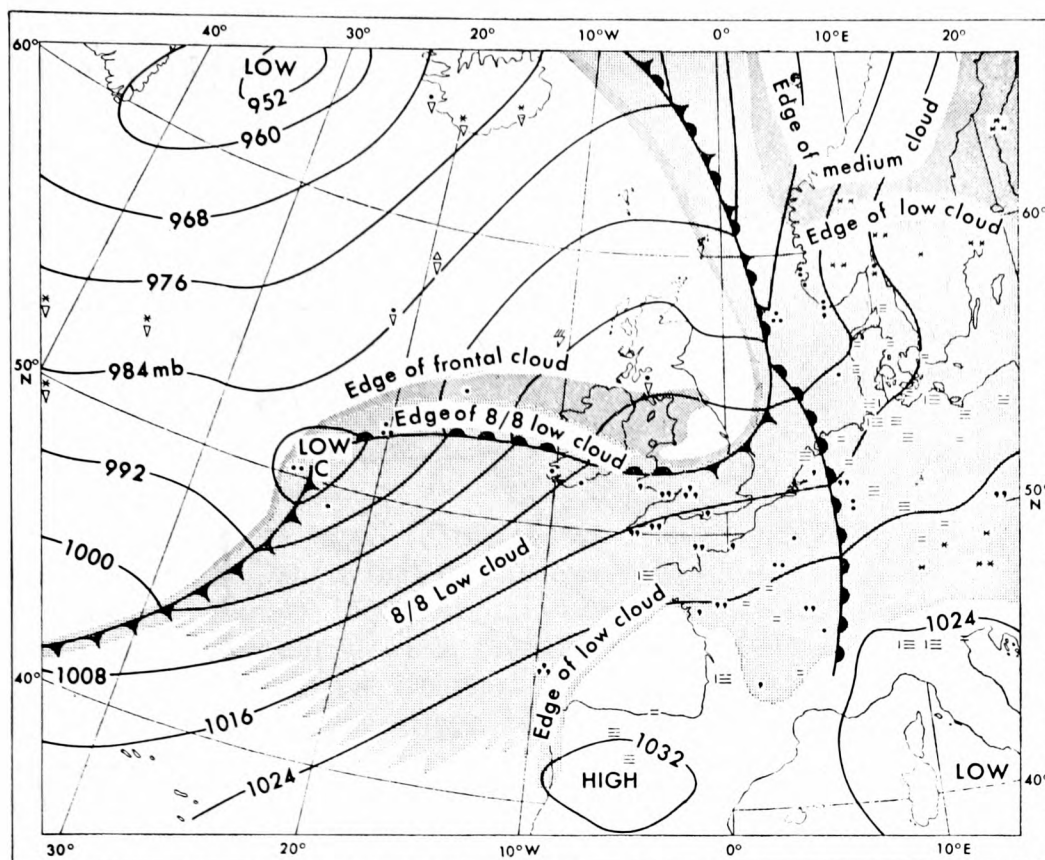 40° 30° 20° 10°W 0° 10°E 20°
60°
LOW
952
960
968
976
984 mb
992
1000
1008
1016
1024
Edge of medium cloud
Edge of low cloud
60°
Edge of frontal cloud
Edge of 8/8 low cloud
LOW
C
50°
N
8/8 Low cloud
Edge of low cloud
50°
N
1024
1032
HIGH
LOW
40°
40°
30° 20° 10°W 0° 10°E